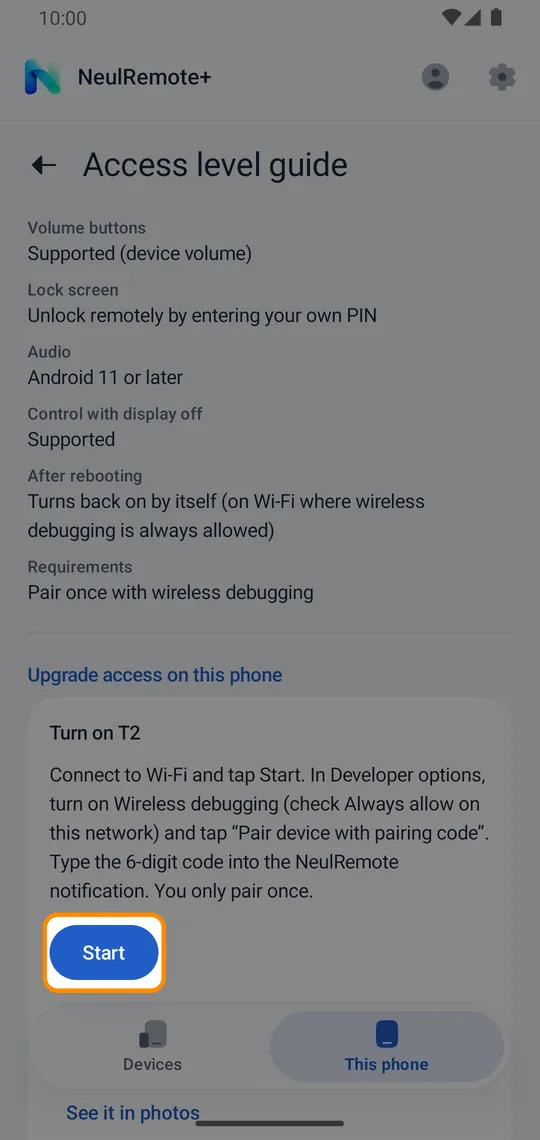 10:00
NeulRemote+
Access level guide
Volume buttons
Supported (device volume)
Lock screen
Unlock remotely by entering your own PIN
Audio
Android 11 or later
Control with display off
Supported
After rebooting
Turns back on by itself (on Wi-Fi where wireless
debugging is always allowed)
Requirements
Pair once with wireless debugging
Upgrade access on this phone
Turn on T2
Connect to Wi-Fi and tap Start. In Developer options,
turn on Wireless debugging (check Always allow on
this network) and tap “Pair device with pairing code”.
Type the 6-digit code into the NeulRemote
notification. You only pair once.
Start
Devices
This phone
See it in photos